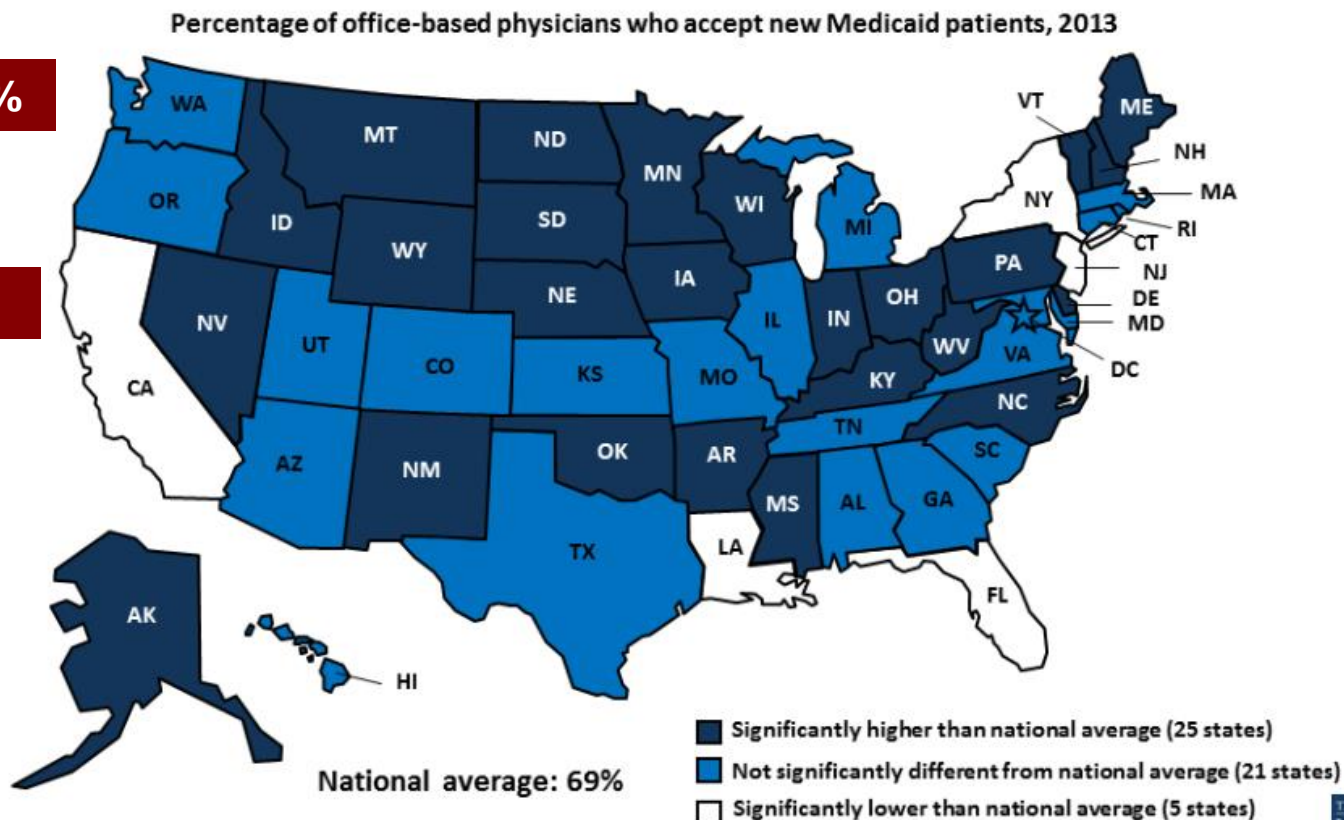 Percentage of office-based physicians who accept new Medicaid patients, 2013
%
WA
MT
ND
MN
VT
ME
NH
OR
ID
SD
WI
MI
NY
MA
WY
RI
CT
IA
PA
NJ
NE
OH
DE
NV
IL
IN
MD
UT
WV
VA
CO
KS
MO
DC
CA
KY
NC
TN
OK
AR
SC
AZ
NM
MS
AL
GA
TX
LA
FL
AK
HI
Significantly higher than national average (25 states)
National average: 69%
Not significantly different from national average (21 states)
Significantly lower than national average (5 states)